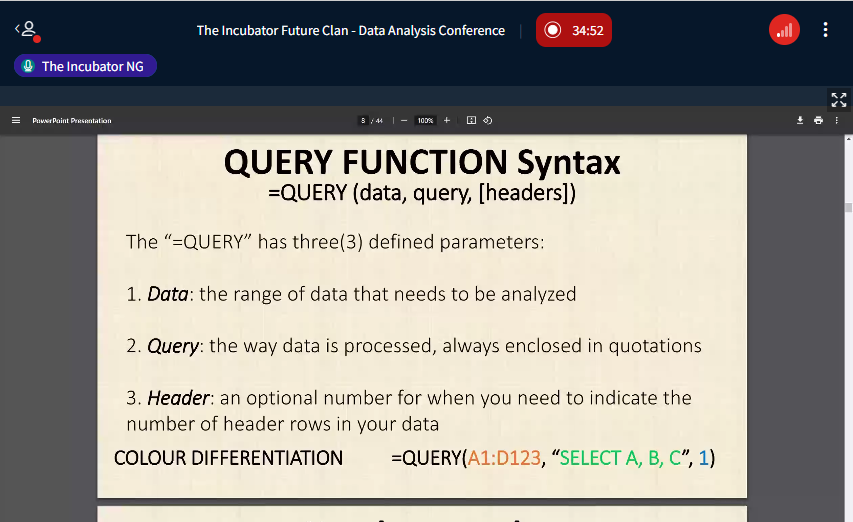 The Incubator Future Clan - Data Analysis Conference
34:52
The Incubator NG
PowerPoint Presentation
8 / 44
100%
QUERY FUNCTION Syntax
=QUERY (data, query, [headers])
The “=QUERY” has three(3) defined parameters:
1. Data: the range of data that needs to be analyzed
2. Query: the way data is processed, always enclosed in quotations
3. Header: an optional number for when you need to indicate the
number of header rows in your data
COLOUR DIFFERENTIATION =QUERY(A1:D123, “SELECT A, B, C”, 1)